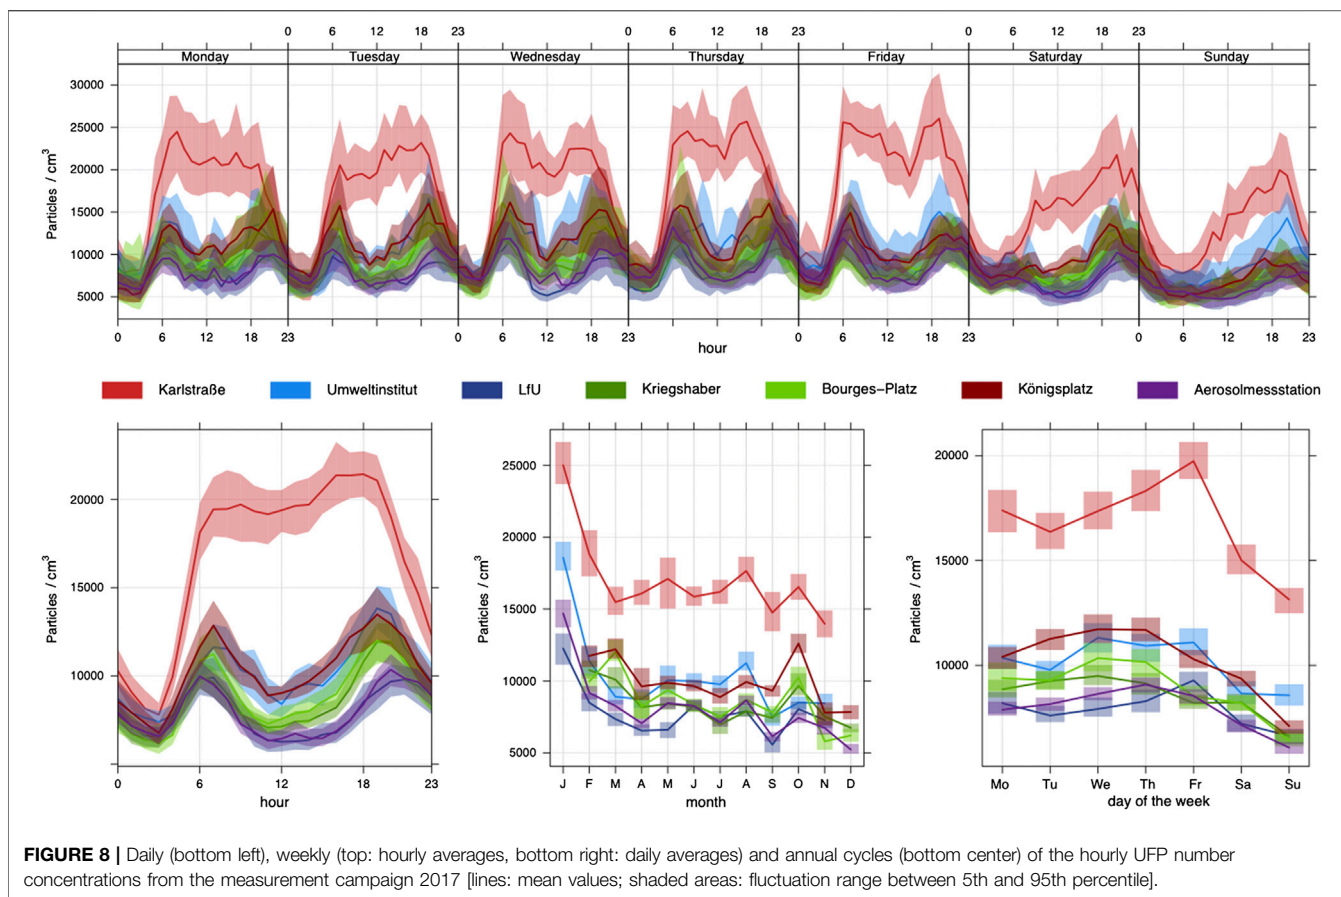 0 6 12 18 23 0 6 12 18 23 0 6 12 18 23
Monday Tuesday Wednesday Thursday Friday Saturday Sunday
30000
25000
20000
15000
10000
5000
Particles / cm³
0 6 12 18 23 0 6 12 18 23 0 6 12 18 23 0 6 12 18 23
hour
Karlstraße Umweltinstitut LfU Kriegshaber Bourges–Platz Königsplatz Aerosolmessstation
20000
15000
10000
Particles / cm³
0 6 12 18 23
hour
25000
20000
15000
10000
5000
Particles / cm³
J F M A M J J A S O N D
month
20000
15000
10000
Particles / cm³
Mo Tu We Th Fr Sa Su
day of the week
FIGURE 8 | Daily (bottom left), weekly (top: hourly averages, bottom right: daily averages) and annual cycles (bottom center) of the hourly UFP number
concentrations from the measurement campaign 2017 [lines: mean values; shaded areas: fluctuation range between 5th and 95th percentile].